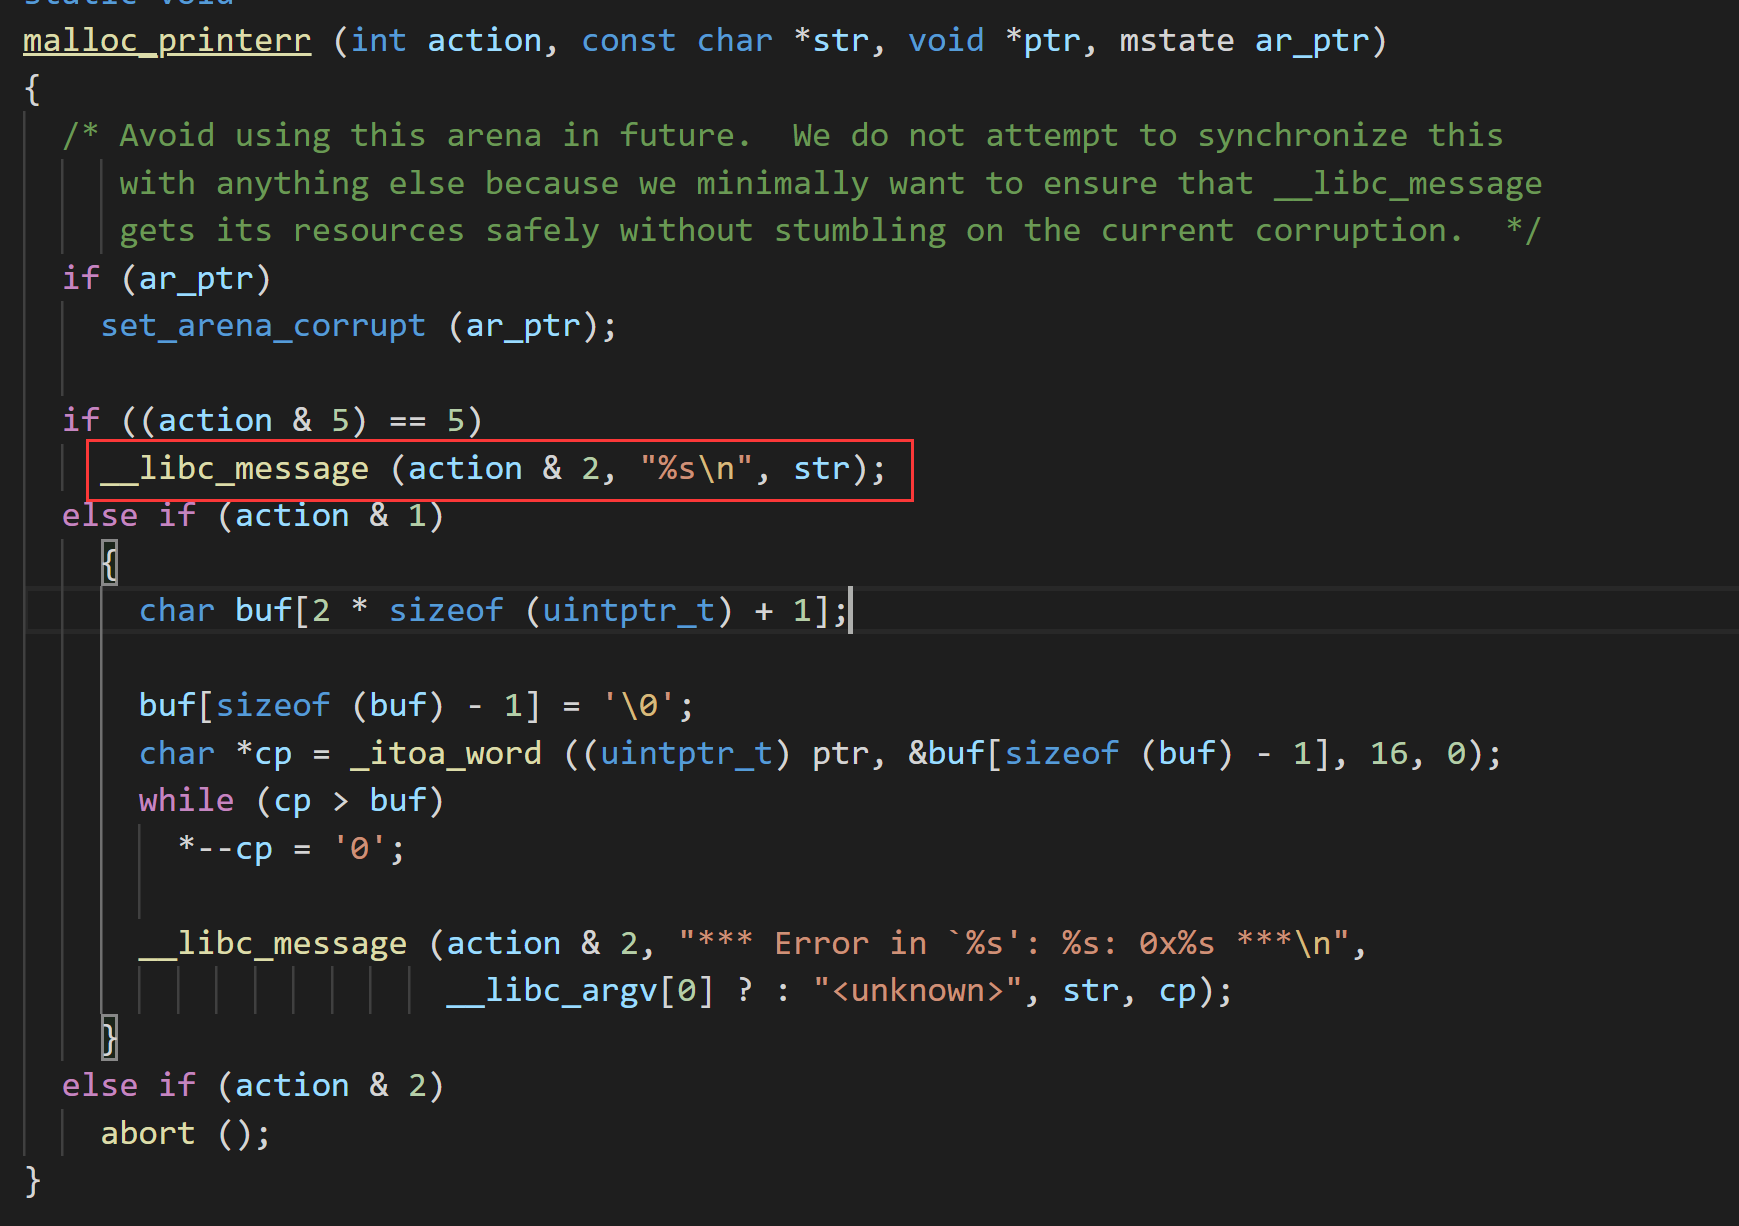 static void
malloc_printerr (int action, const char *str, void *ptr, mstate ar_ptr)
{
/* Avoid using this arena in future.  We do not attempt to synchronize this
with anything else because we minimally want to ensure that __libc_message
gets its resources safely without stumbling on the current corruption.  */
if (ar_ptr)
set_arena_corrupt (ar_ptr);
if ((action & 5) == 5)
__libc_message (action & 2, "%s\n", str);
else if (action & 1)
{
char buf[2 * sizeof (uintptr_t) + 1];
buf[sizeof (buf) - 1] = '\0';
char *cp = _itoa_word ((uintptr_t) ptr, &buf[sizeof (buf) - 1], 16, 0);
while (cp > buf)
*--cp = '0';
__libc_message (action & 2, "*** Error in `%s': %s: 0x%s ***\n",
__libc_argv[0] ? : "<unknown>", str, cp);
}
else if (action & 2)
abort ();
}